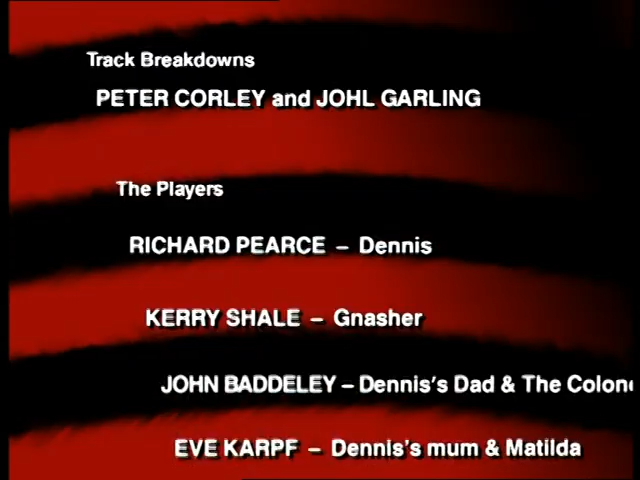 Track Breakdowns
PETER CORLEY and JOHL GARLING
The Players
RICHARD PEARCE – Dennis
KERRY SHALE – Gnasher
JOHN BADDELEY – Dennis's Dad & The Colon
EVE KARPF – Dennis's mum & Matilda